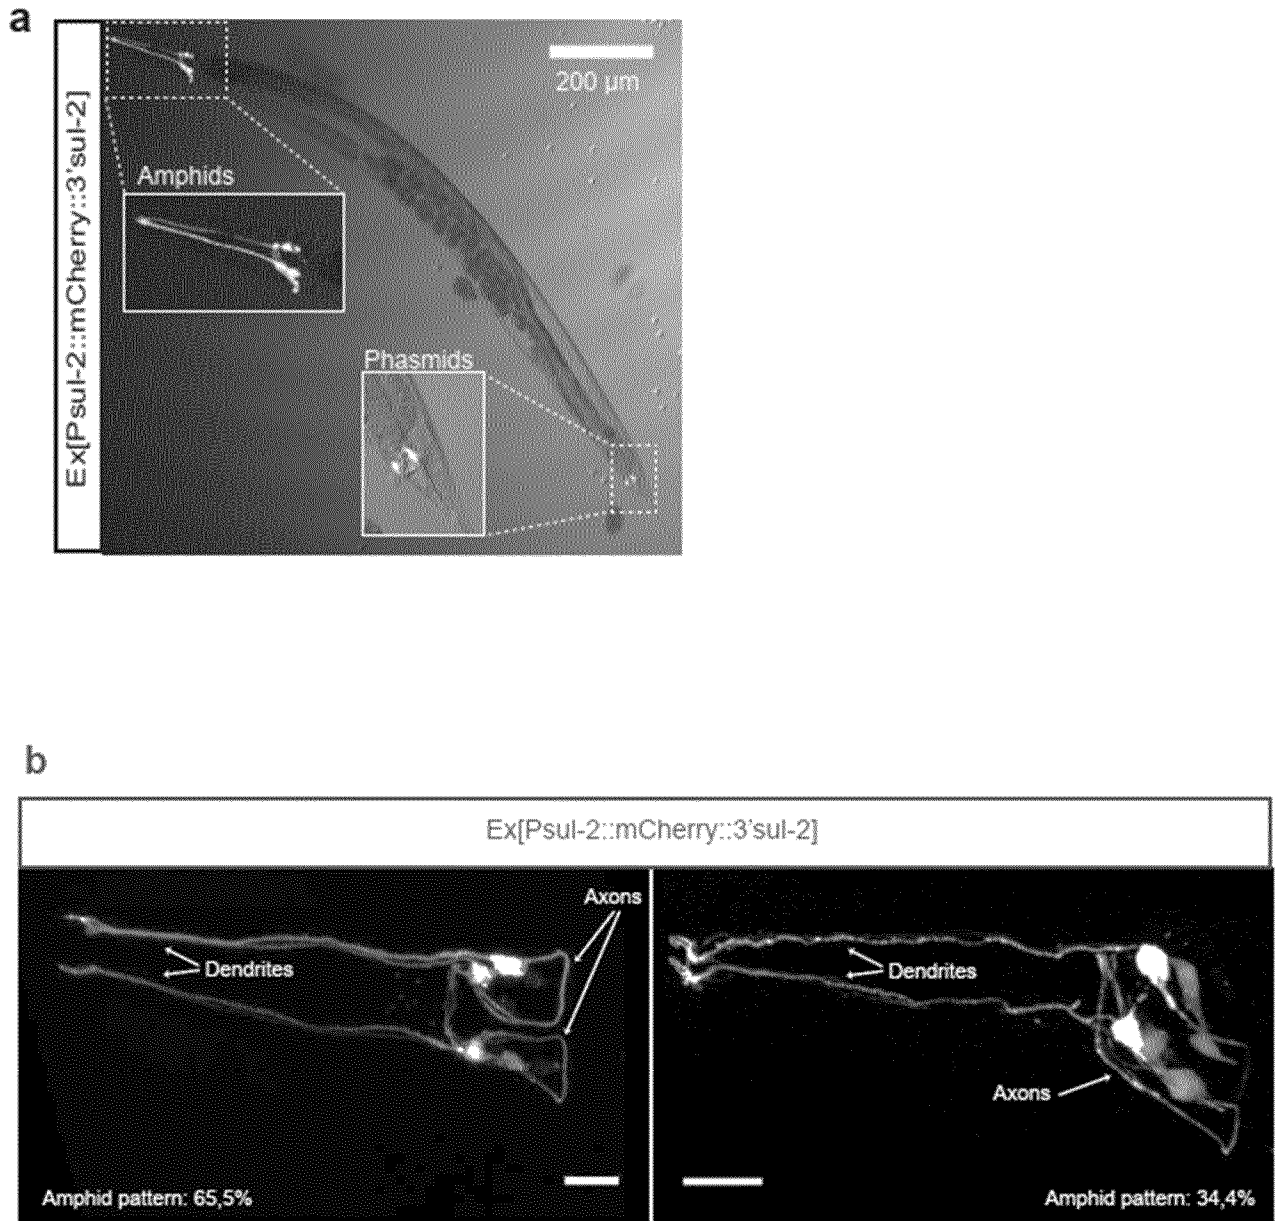 a
Ex[Psul-2::mCherry::3'sul-2]
200 µm
Amphids
Phasmids
b
Ex[Psul-2::mCherry::3'sul-2]
Axons
Dendrites
Amphid pattern: 65,5%
Dendrites
Axons
Amphid pattern: 34,4%